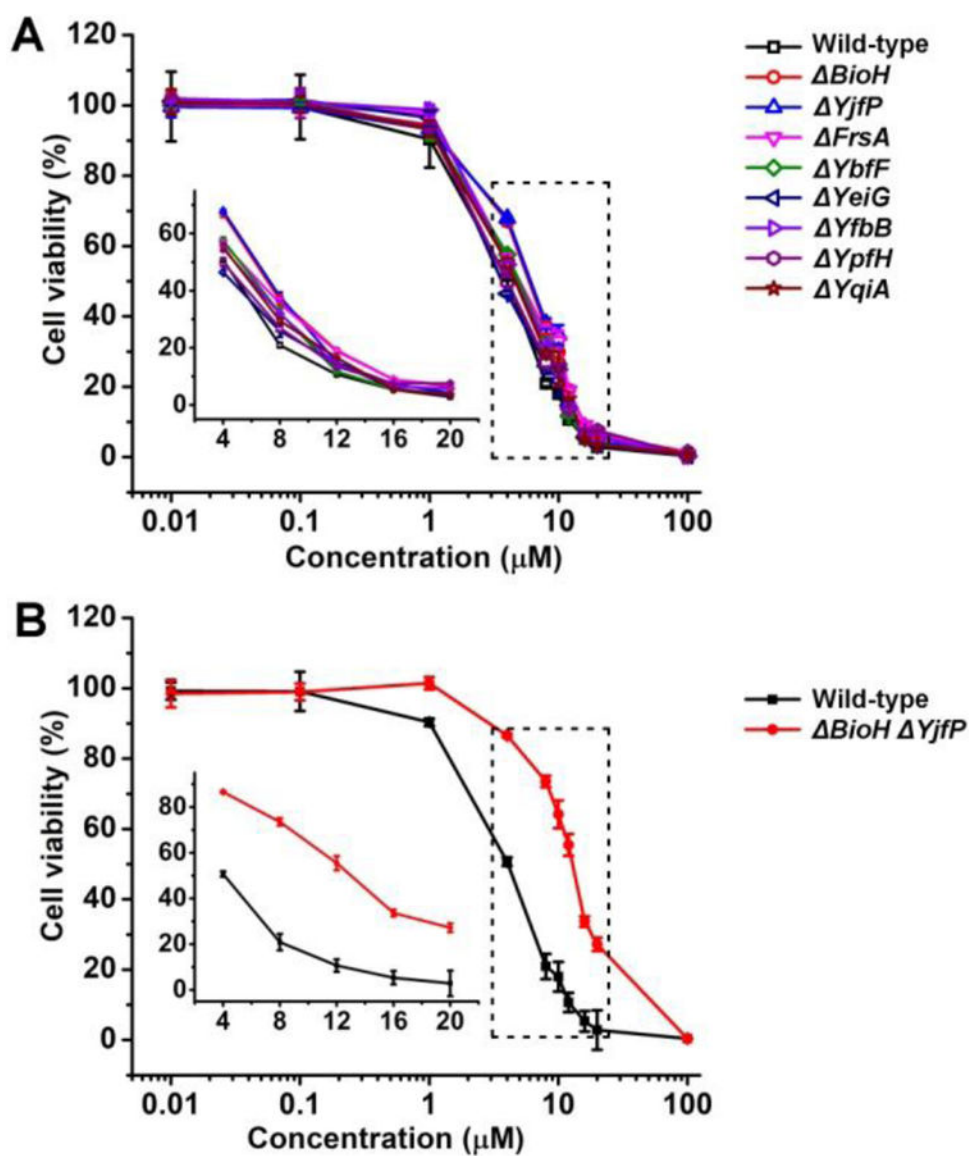 A
120
100
80
60
40
20
0
Cell viability (%)
60
40
20
0
4 8 12 16 20
0.01 0.1 1 10 100
Concentration (μM)
Wild-type
ΔBioH
ΔYjfP
ΔFrsA
ΔYbfF
ΔYeiG
ΔYfbB
ΔYpfH
ΔYqiA
B
120
100
80
60
40
20
0
Cell viability (%)
80
60
40
20
0
4 8 12 16 20
0.01 0.1 1 10 100
Concentration (μM)
Wild-type
ΔBioH ΔYjfP